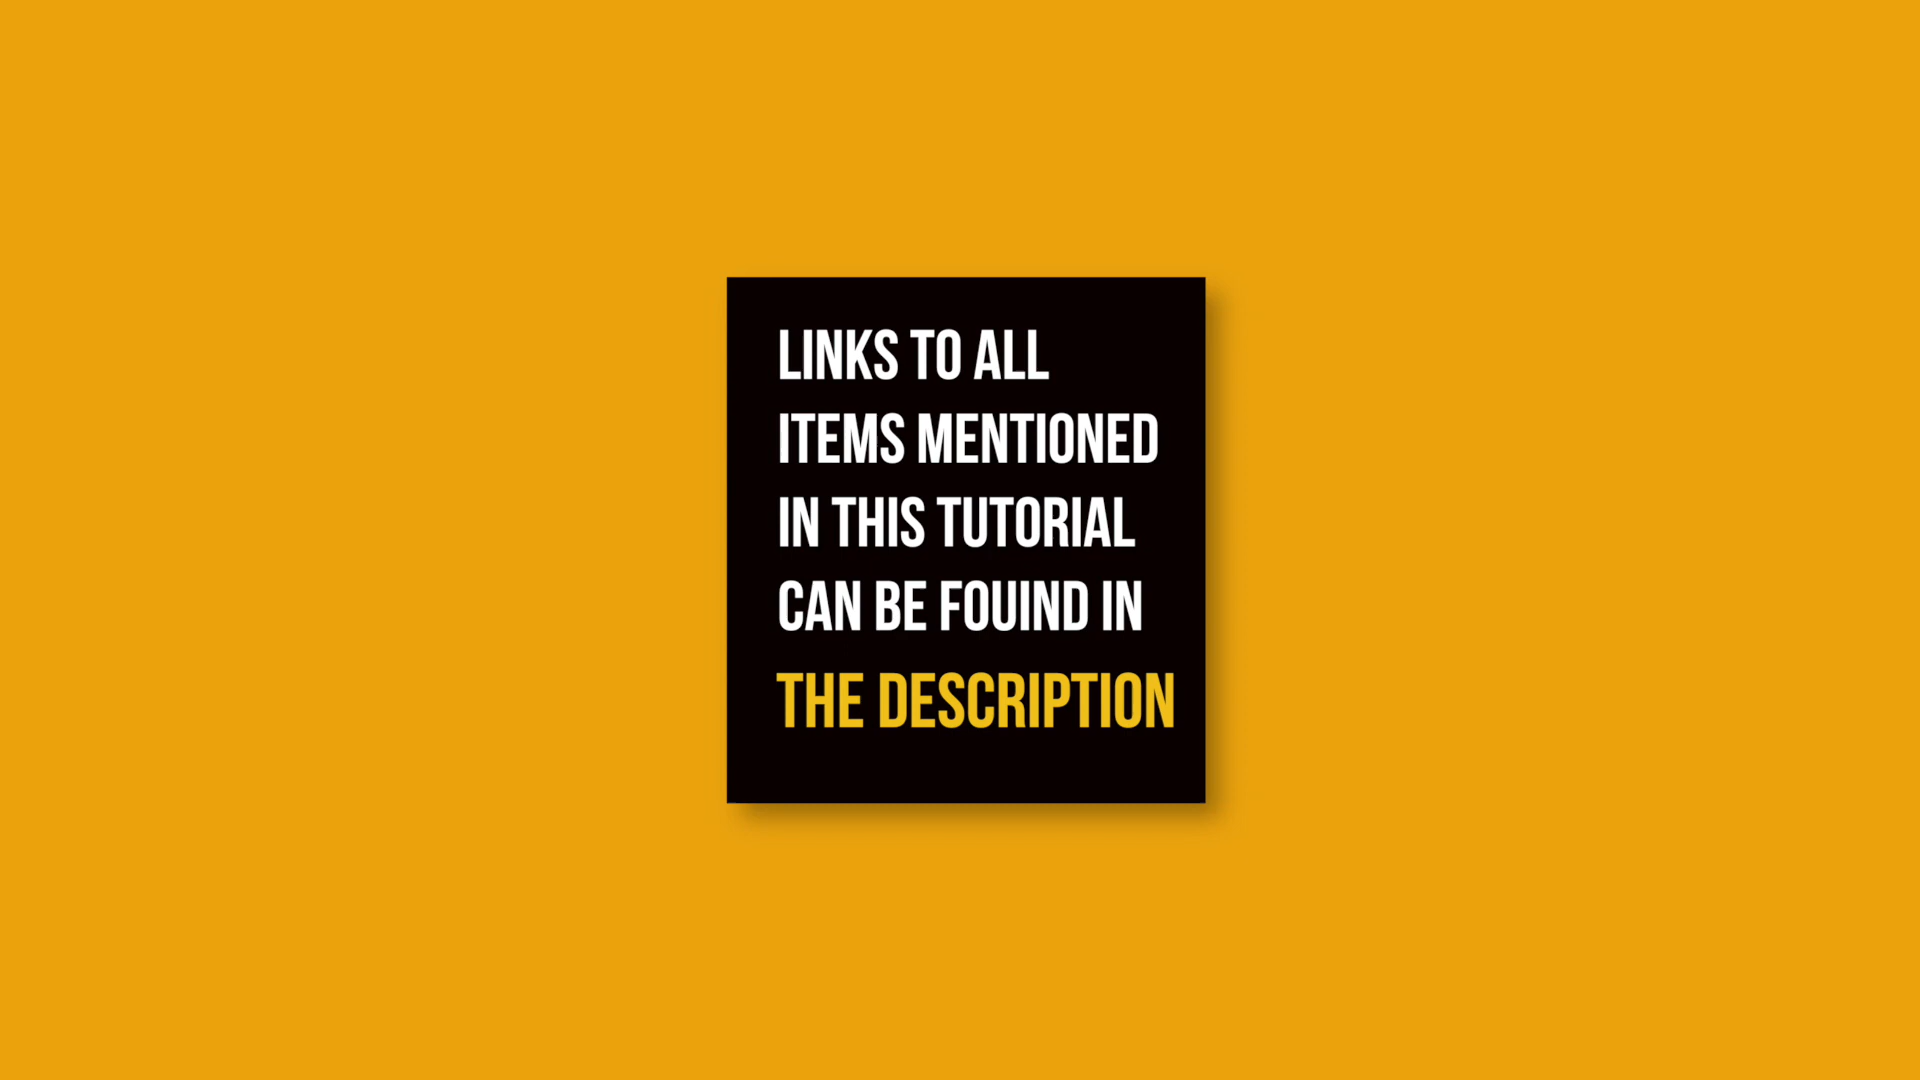 LINKS TO ALL
ITEMS MENTIONED
IN THIS TUTORIAL
CAN BE FOUIND IN
THE DESCRIPTION